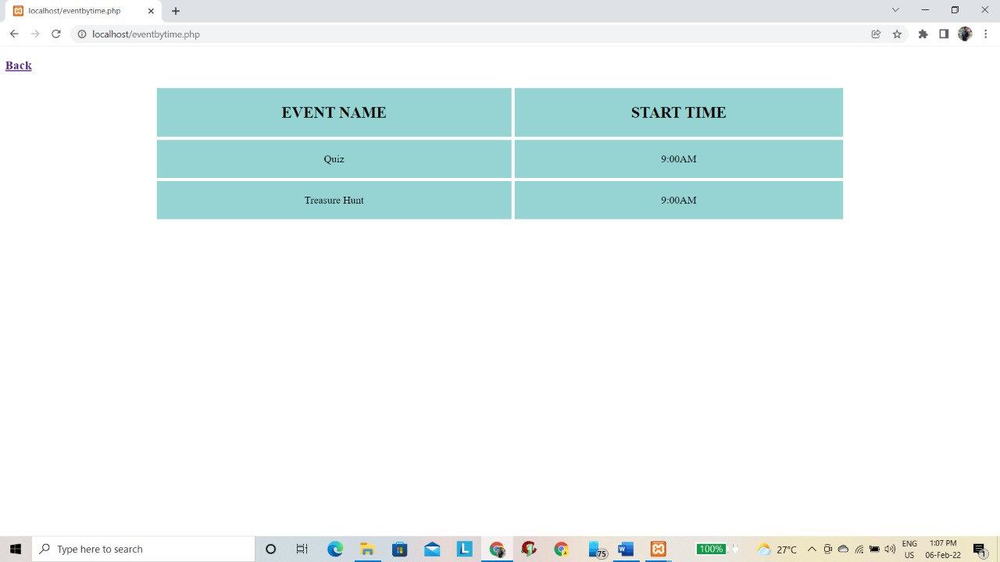 localhost/eventbytime.php
localhost/eventbytime.php
Back
EVENT NAME START TIME
Quiz 9:00AM
Treasure Hunt 9:00AM
Type here to search
L
75
W
100%
27°C
ENG
US
1:07 PM
06-Feb-22
1